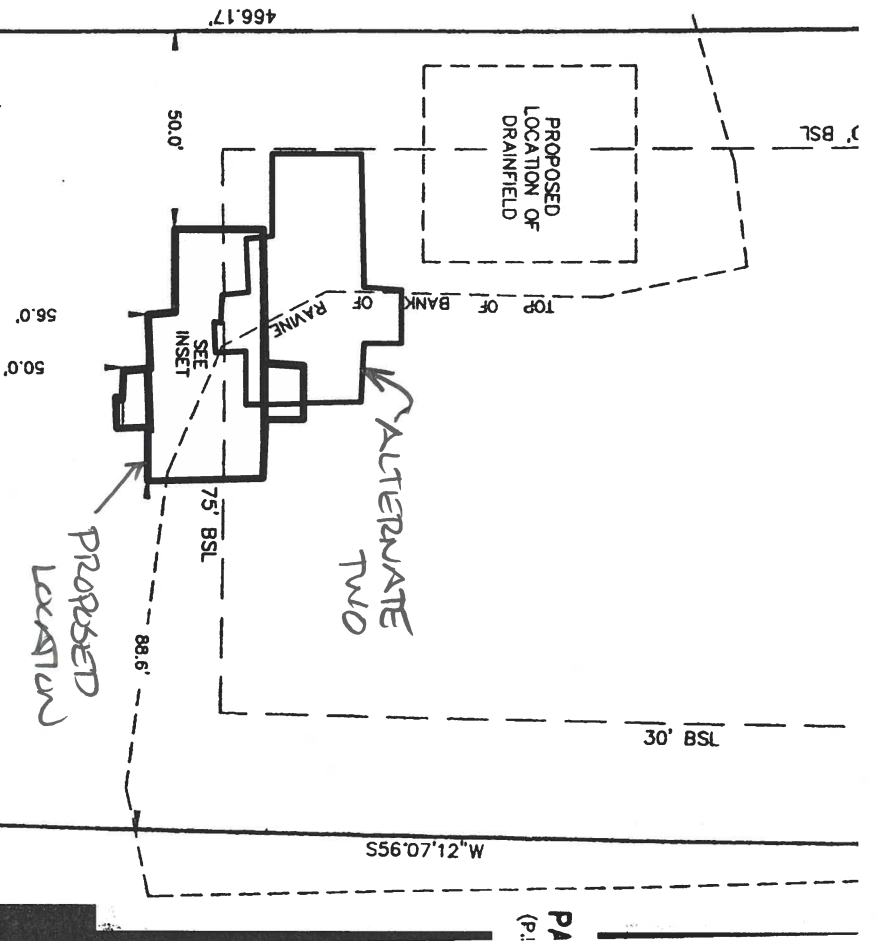 466.17'
50.0'
PROPOSED
LOCATION OF
DRAINFIELD
BSL
TOP OF BANK OF RAVINE
56.0'
50.0'
SEE
INSET
ALTERNATE
TWO
75' BSL
PROPOSED
LOCATION
88.6'
30' BSL
S56°07'12"W
PA
(P.